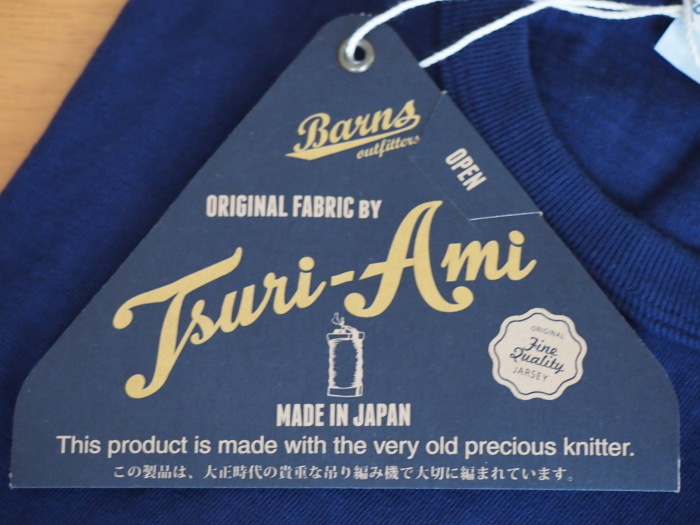 Barns
outfitters
OPEN
ORIGINAL FABRIC BY
Tsuri-Ami
ORIGINAL
Fine
Quality
JARSEY
MADE IN JAPAN
This product is made with the very old precious knitter.
この製品は、大正時代の貴重な吊り編み機で大切に編まれています。